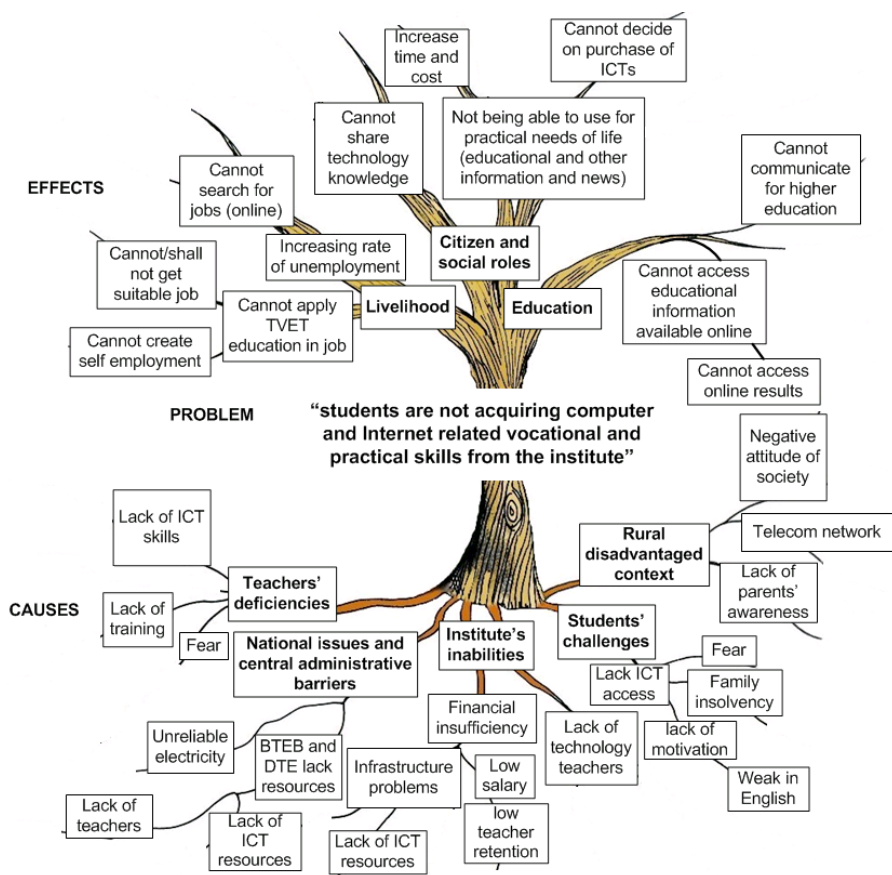 Increase
time and
cost
Cannot decide
on purchase of
ICTs
Cannot
share
technology
knowledge
Not being able to use for
practical needs of life
(educational and other
information and news)
Cannot
communicate
for higher
education
EFFECTS
Cannot
search for
jobs (online)
Increasing rate
of unemployment
Citizen and
social roles
Cannot/shall
not get
suitable job
Cannot access
educational
information
available online
Livelihood
Education
Cannot apply
TVET
education in job
Cannot create
self employment
Cannot access
online results
PROBLEM
“students are not acquiring computer
and Internet related vocational and
practical skills from the institute”
Negative
attitude of
society
Lack of ICT
skills
Rural
disadvantaged
context
Telecom network
Teachers’
deficiencies
Lack of
parents’
awareness
CAUSES
Lack of
training
Fear
National issues and
central administrative
barriers
Institute’s
inabilities
Students’
challenges
Fear
Lack ICT
access
Family
insolvency
Financial
insufficiency
Lack of
technology
teachers
lack of
motivation
Unreliable
electricity
BTEB and
DTE lack
resources
Infrastructure
problems
Low
salary
Weak in
English
Lack of
teachers
Lack of
ICT
resources
Lack of ICT
resources
low
teacher
retention